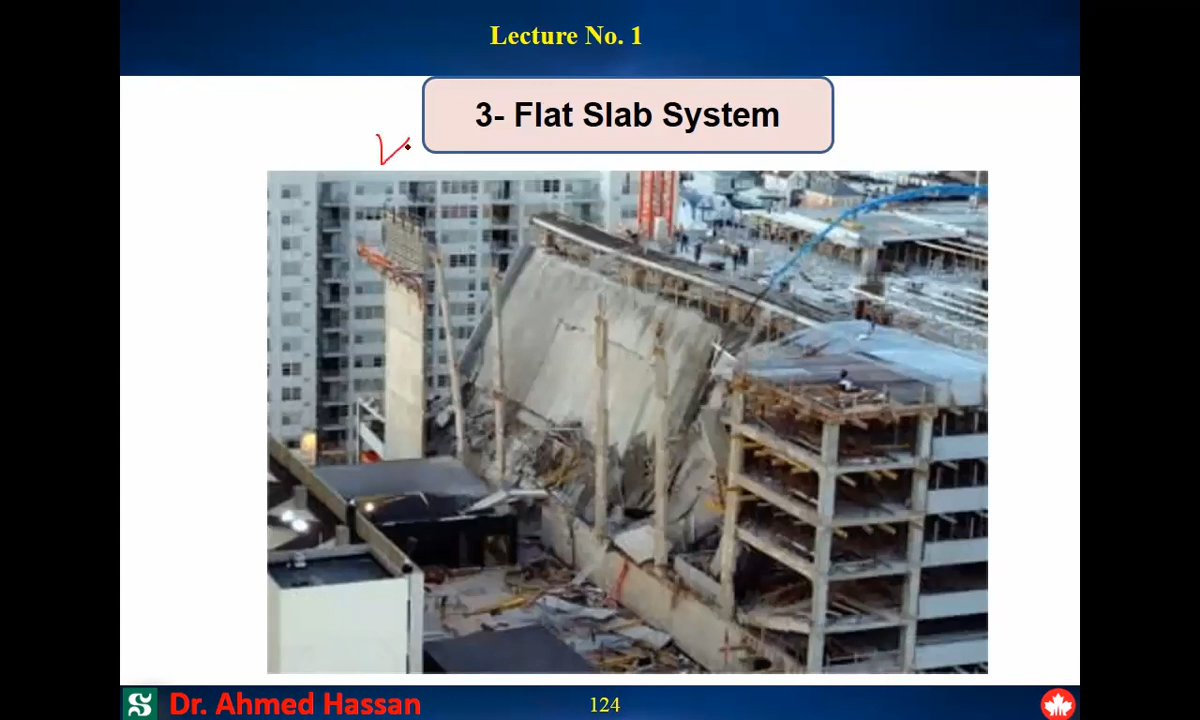 Lecture No. 1
3- Flat Slab System
Dr. Ahmed Hassan
124